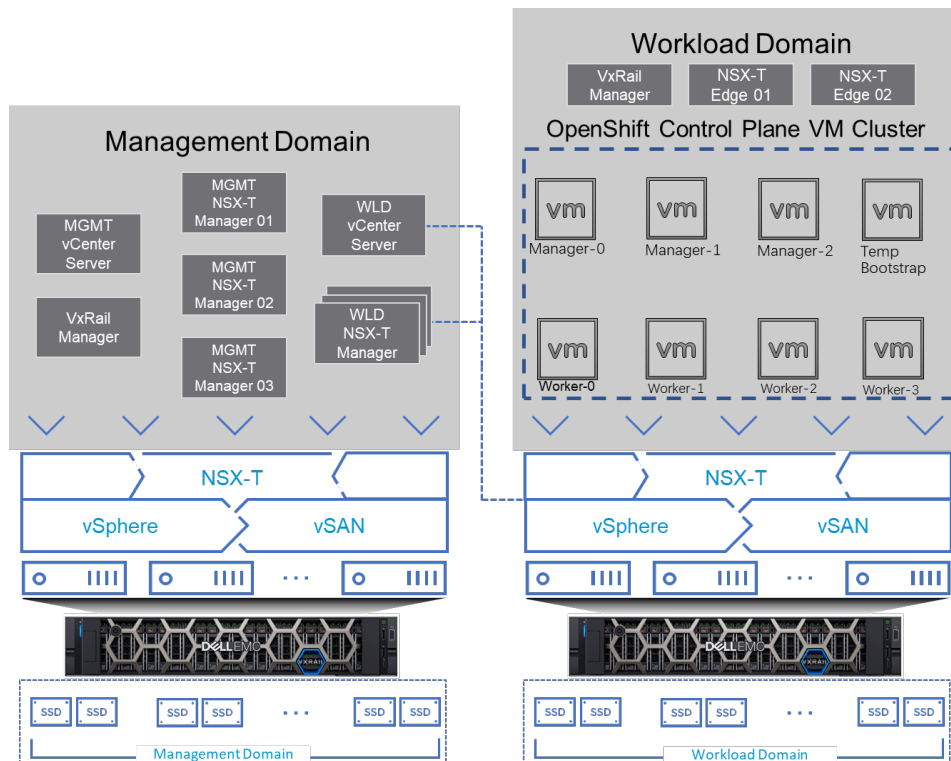 Management Domain
MGMT
vCenter
Server
VxRail
Manager
MGMT
NSX-T
Manager 01
MGMT
NSX-T
Manager 02
MGMT
NSX-T
Manager 03
WLD
vCenter
Server
WLD
NSX-T
Manager
NSX-T
vSphere
vSAN
DELLEMC
VXRAIL
SSD
SSD
SSD
SSD
SSD
SSD
Management Domain
Workload Domain
VxRail
Manager
NSX-T
Edge 01
NSX-T
Edge 02
OpenShift Control Plane VM Cluster
vm
Manager-0
vm
Manager-1
vm
Manager-2
vm
Temp
Bootstrap
vm
Worker-0
vm
Worker-1
vm
Worker-2
vm
Worker-3
NSX-T
vSphere
vSAN
DELLEMC
VXRAIL
SSD
SSD
SSD
SSD
SSD
SSD
Workload Domain